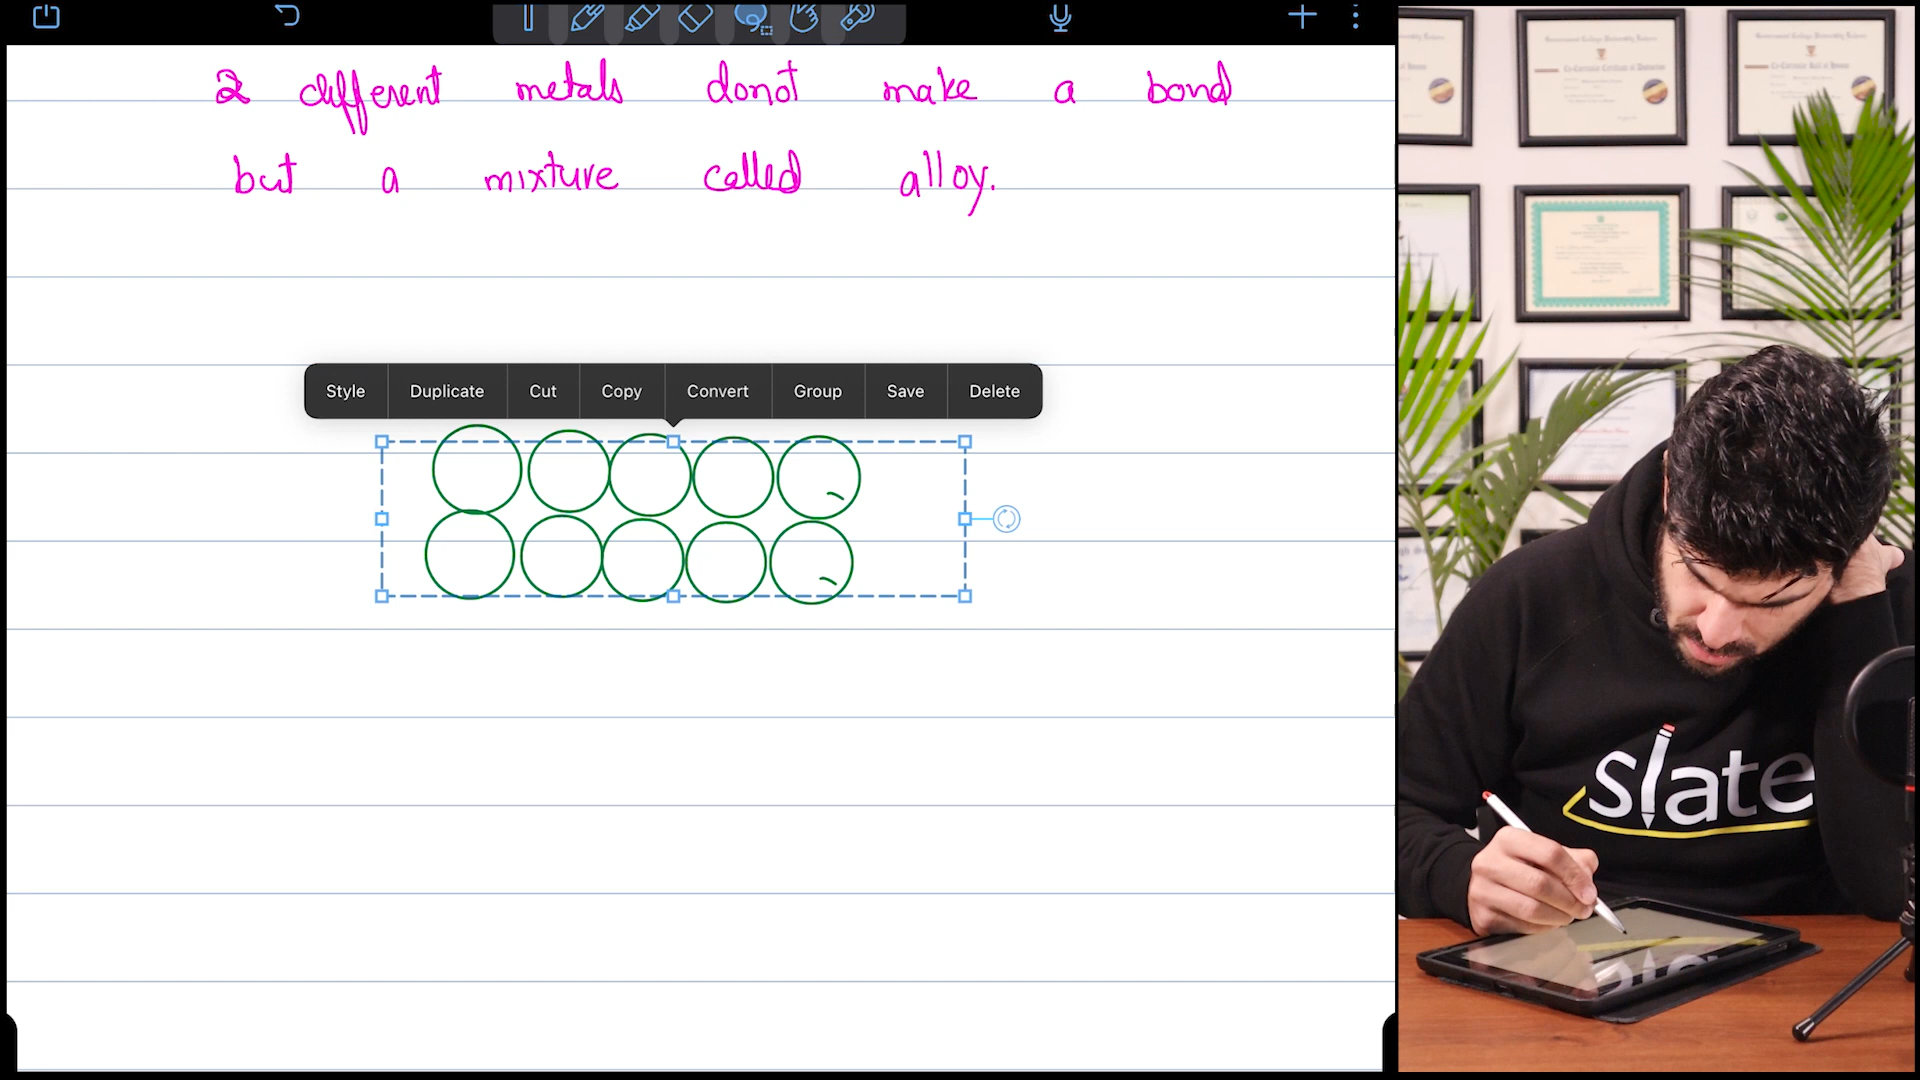 2 different metals donot make a bond
but a mixture called alloy.
Style Duplicate Cut Copy Convert Group Save Delete
slate